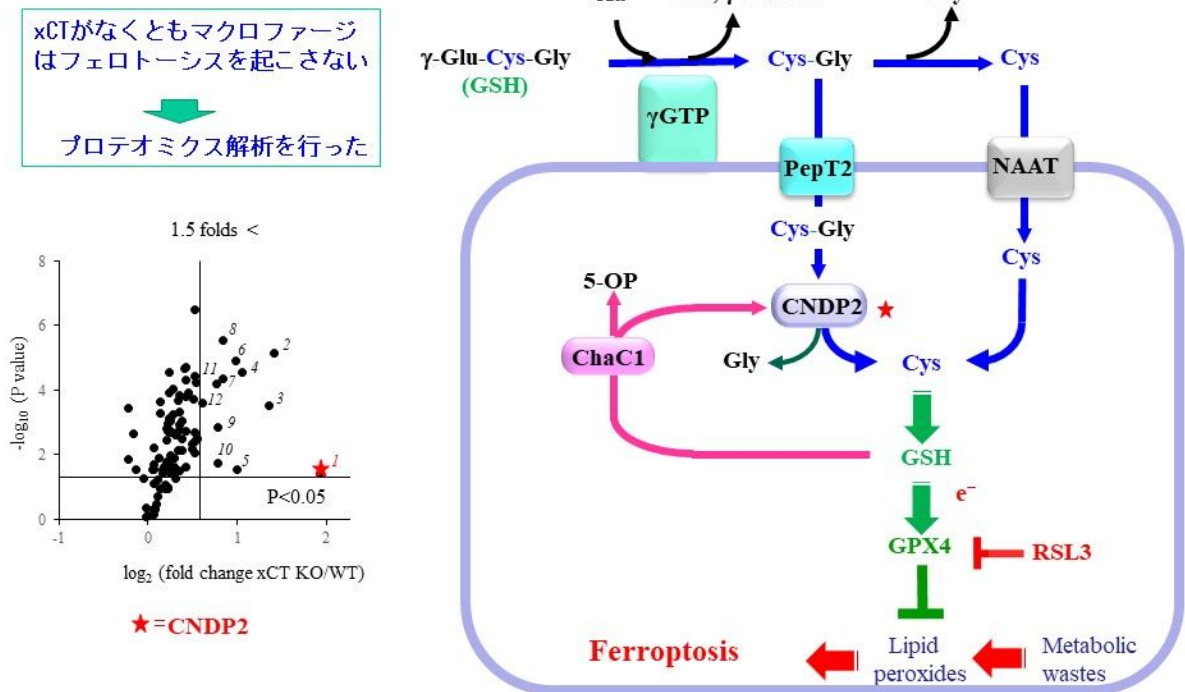 xCTがなくともマクロファージ
はフェロトーシスを起こさない
プロテオミクス解析を行った
1.5 folds <
8
6
4
2
0
-log10 (P value)
-1
0
1
2
8
6
2
11
4
7
12
3
9
10
5
1
P<0.05
log2 (fold change xCT KO/WT)
★=CNDP2
γ-Glu-Cys-Gly
(GSH)
Cys-Gly
Cys
γGTP
PepT2
NAAT
Cys-Gly
Cys
5-OP
CNDP2
ChaC1
Gly
Cys
GSH
e⁻
GPX4
RSL3
Ferroptosis
Lipid
peroxides
Metabolic
wastes